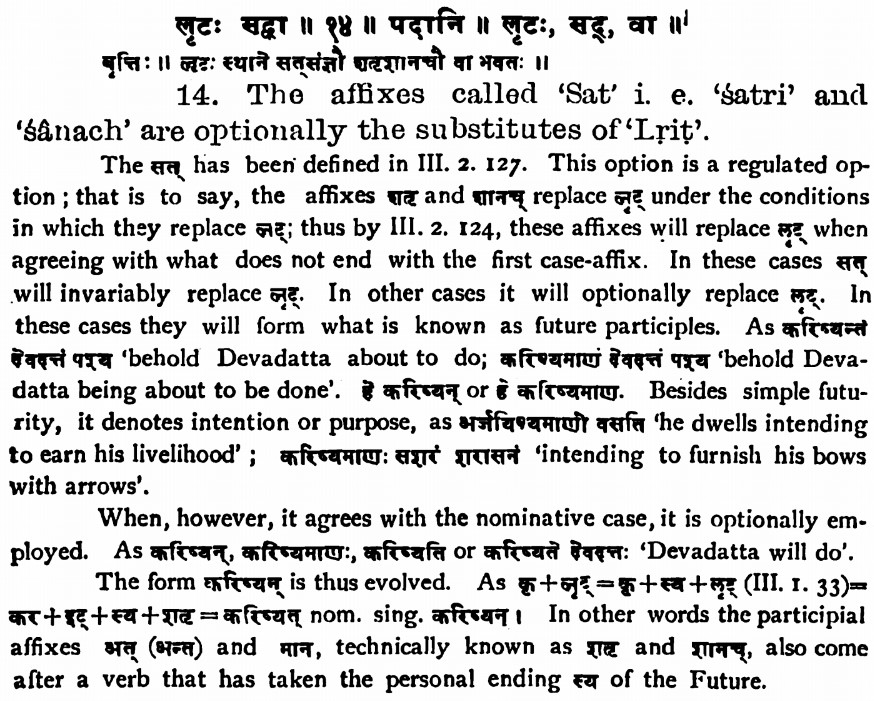 लृटः सद्वा ॥ १४ ॥ पदानि ॥ लृटः, सद्, वा ॥
वृत्तिः ॥ लृटः स्थाने सत्संज्ञौ शतृशानचौ वा भवतः ॥
14. The affixes called 'Sat' i. e. 'śatri' and
'śânach' are optionally the substitutes of 'Lṛiṭ'.
The सत् has been defined in III. 2. 127. This option is a regulated op-
tion ; that is to say, the affixes शतृ and शानच् replace लृट् under the conditions
in which they replace लट्; thus by III. 2. 124, these affixes will replace लृट् when
agreeing with what does not end with the first case-affix. In these cases सत्
will invariably replace लृट्. In other cases it will optionally replace लृट्. In
these cases they will form what is known as future participles. As करिष्यन्तं
देवदत्तं पश्य 'behold Devadatta about to do; करिष्यमाणं देवदत्तं पश्य 'behold Deva-
datta being about to be done'. हे करिष्यन् or हे करिष्यमाण. Besides simple futu-
rity, it denotes intention or purpose, as अर्जयिष्यमाणो वसति 'he dwells intending
to earn his livelihood' ; करिष्यमाणः सशरं शरासनं 'intending to furnish his bows
with arrows'.
When, however, it agrees with the nominative case, it is optionally em-
ployed. As करिष्यन्, करिष्यमाणः, करिष्यति or करिष्यते देवदत्तः 'Devadatta will do'.
The form करिष्यन् is thus evolved. As कृ+लृट्=कृ+स्य+लृट् (III. 1. 33)=
कर+इट्+स्य+शतृ=करिष्यत् nom. sing. करिष्यन्। In other words the participial
affixes अत् (अन्त) and मान, technically known as शतृ and शानच्, also come
after a verb that has taken the personal ending स्य of the Future.